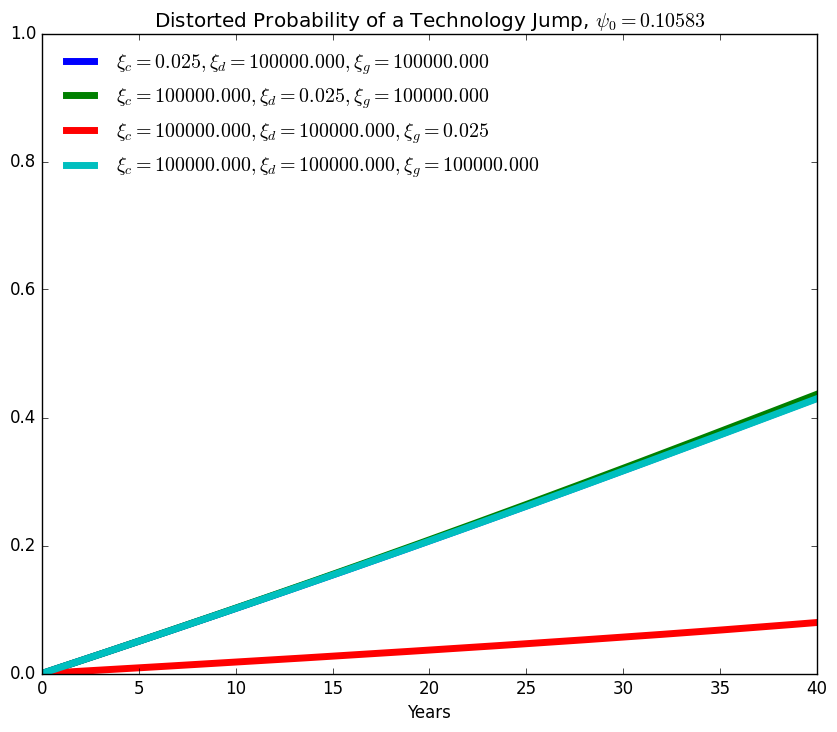 Distorted Probability of a Technology Jump, ψ₀ = 0.10583
ξc = 0.025, ξd = 100000.000, ξg = 100000.000
ξc = 100000.000, ξd = 0.025, ξg = 100000.000
ξc = 100000.000, ξd = 100000.000, ξg = 0.025
ξc = 100000.000, ξd = 100000.000, ξg = 100000.000
1.0
0.8
0.6
0.4
0.2
0.0
0 5 10 15 20 25 30 35 40
Years